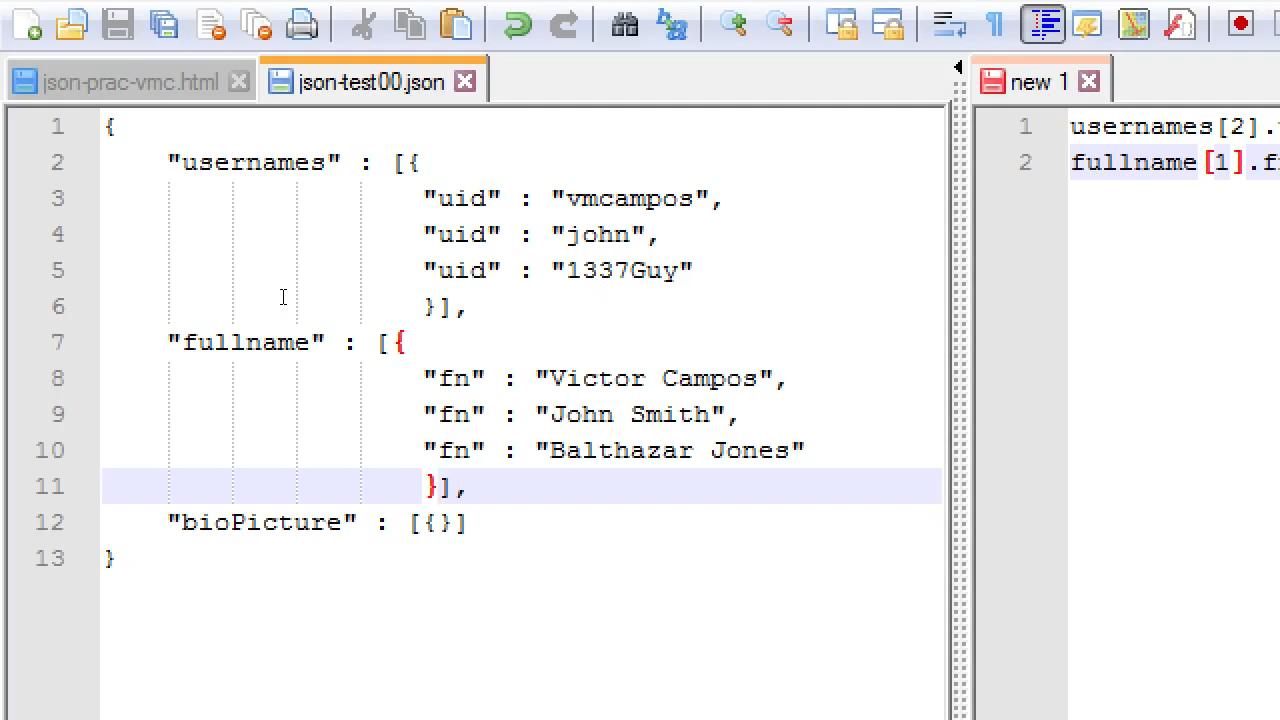 json-prac-vmc.html json-test00.json new 1
1 {
2 "usernames" : [{
3 "uid" : "vmcampos",
4 "uid" : "john",
5 "uid" : "1337Guy"
6 }],
7 "fullname" : [{
8 "fn" : "Victor Campos",
9 "fn" : "John Smith",
10 "fn" : "Balthazar Jones"
11 }],
12 "bioPicture" : [{}]
13 }
1 usernames[2].
2 fullname[1].f